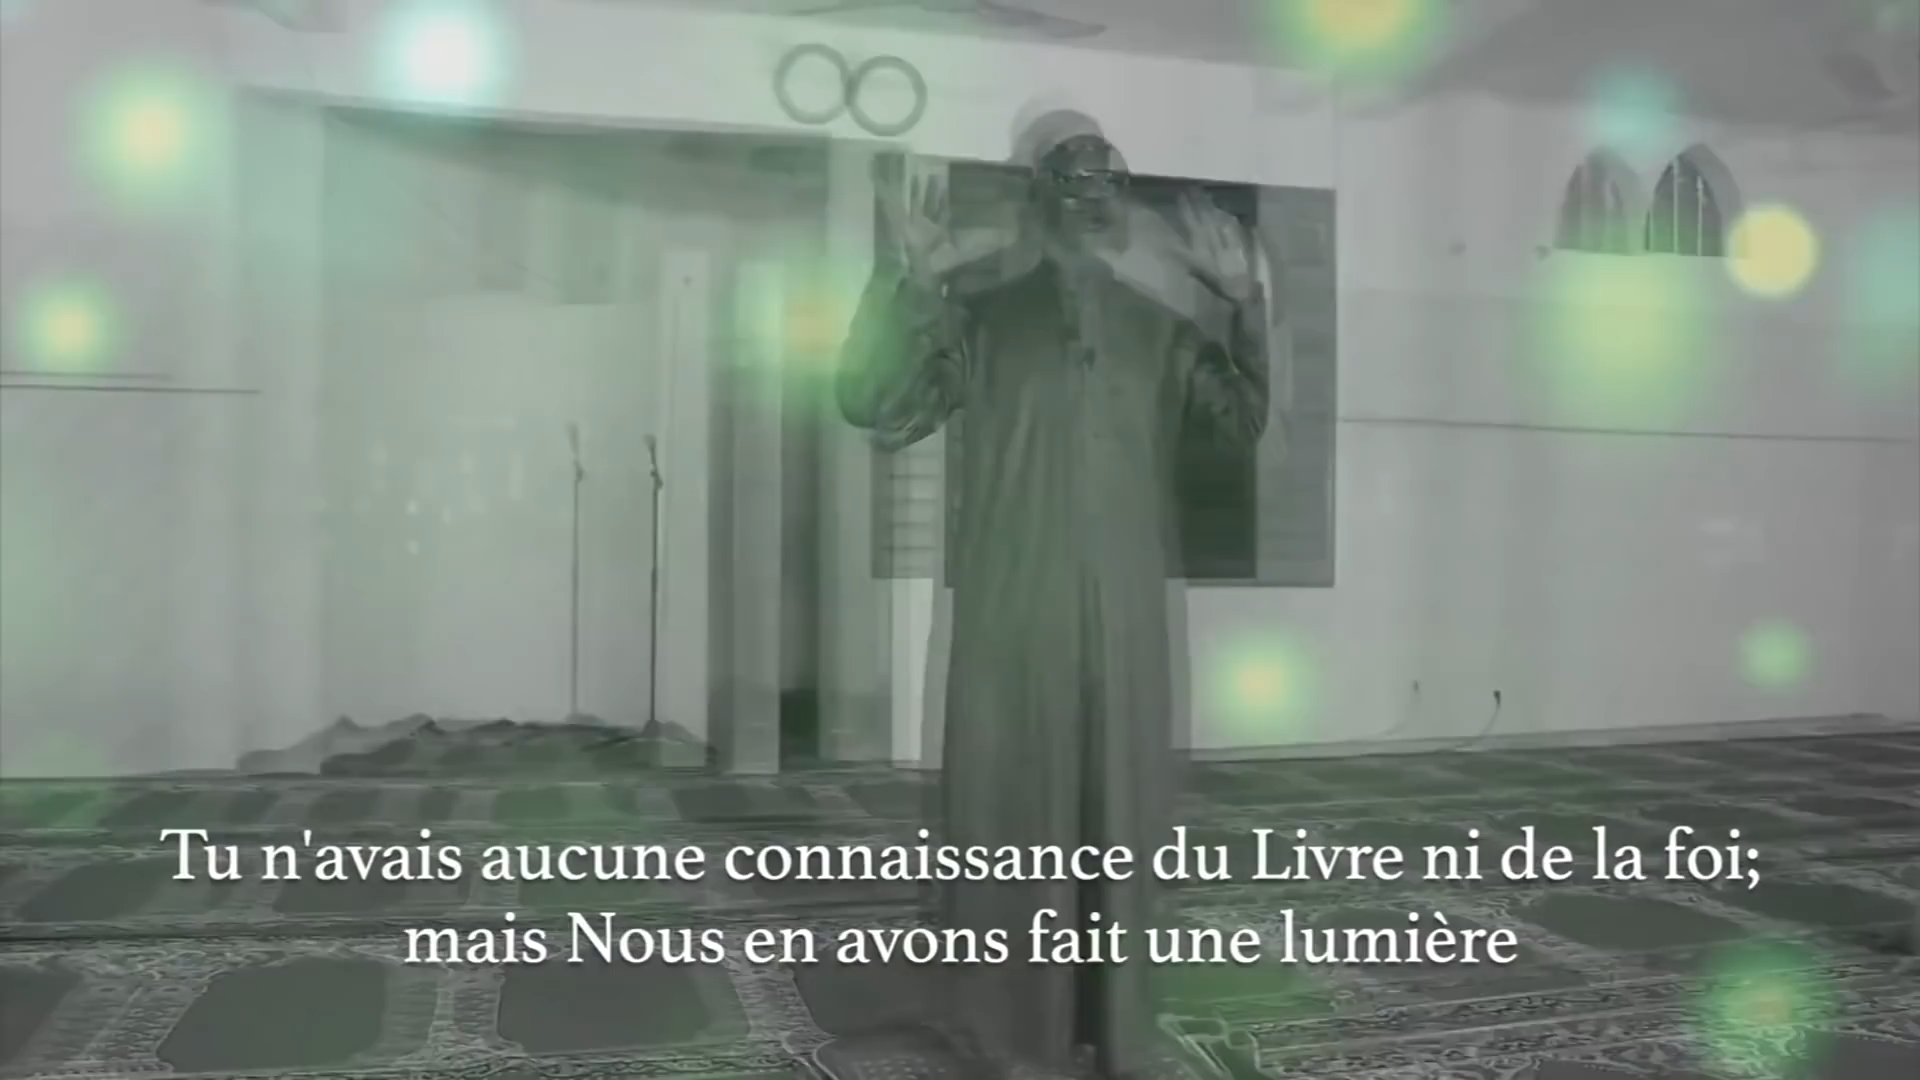 Tu n'avais aucune connaissance du Livre ni de la foi;
mais Nous en avons fait une lumière